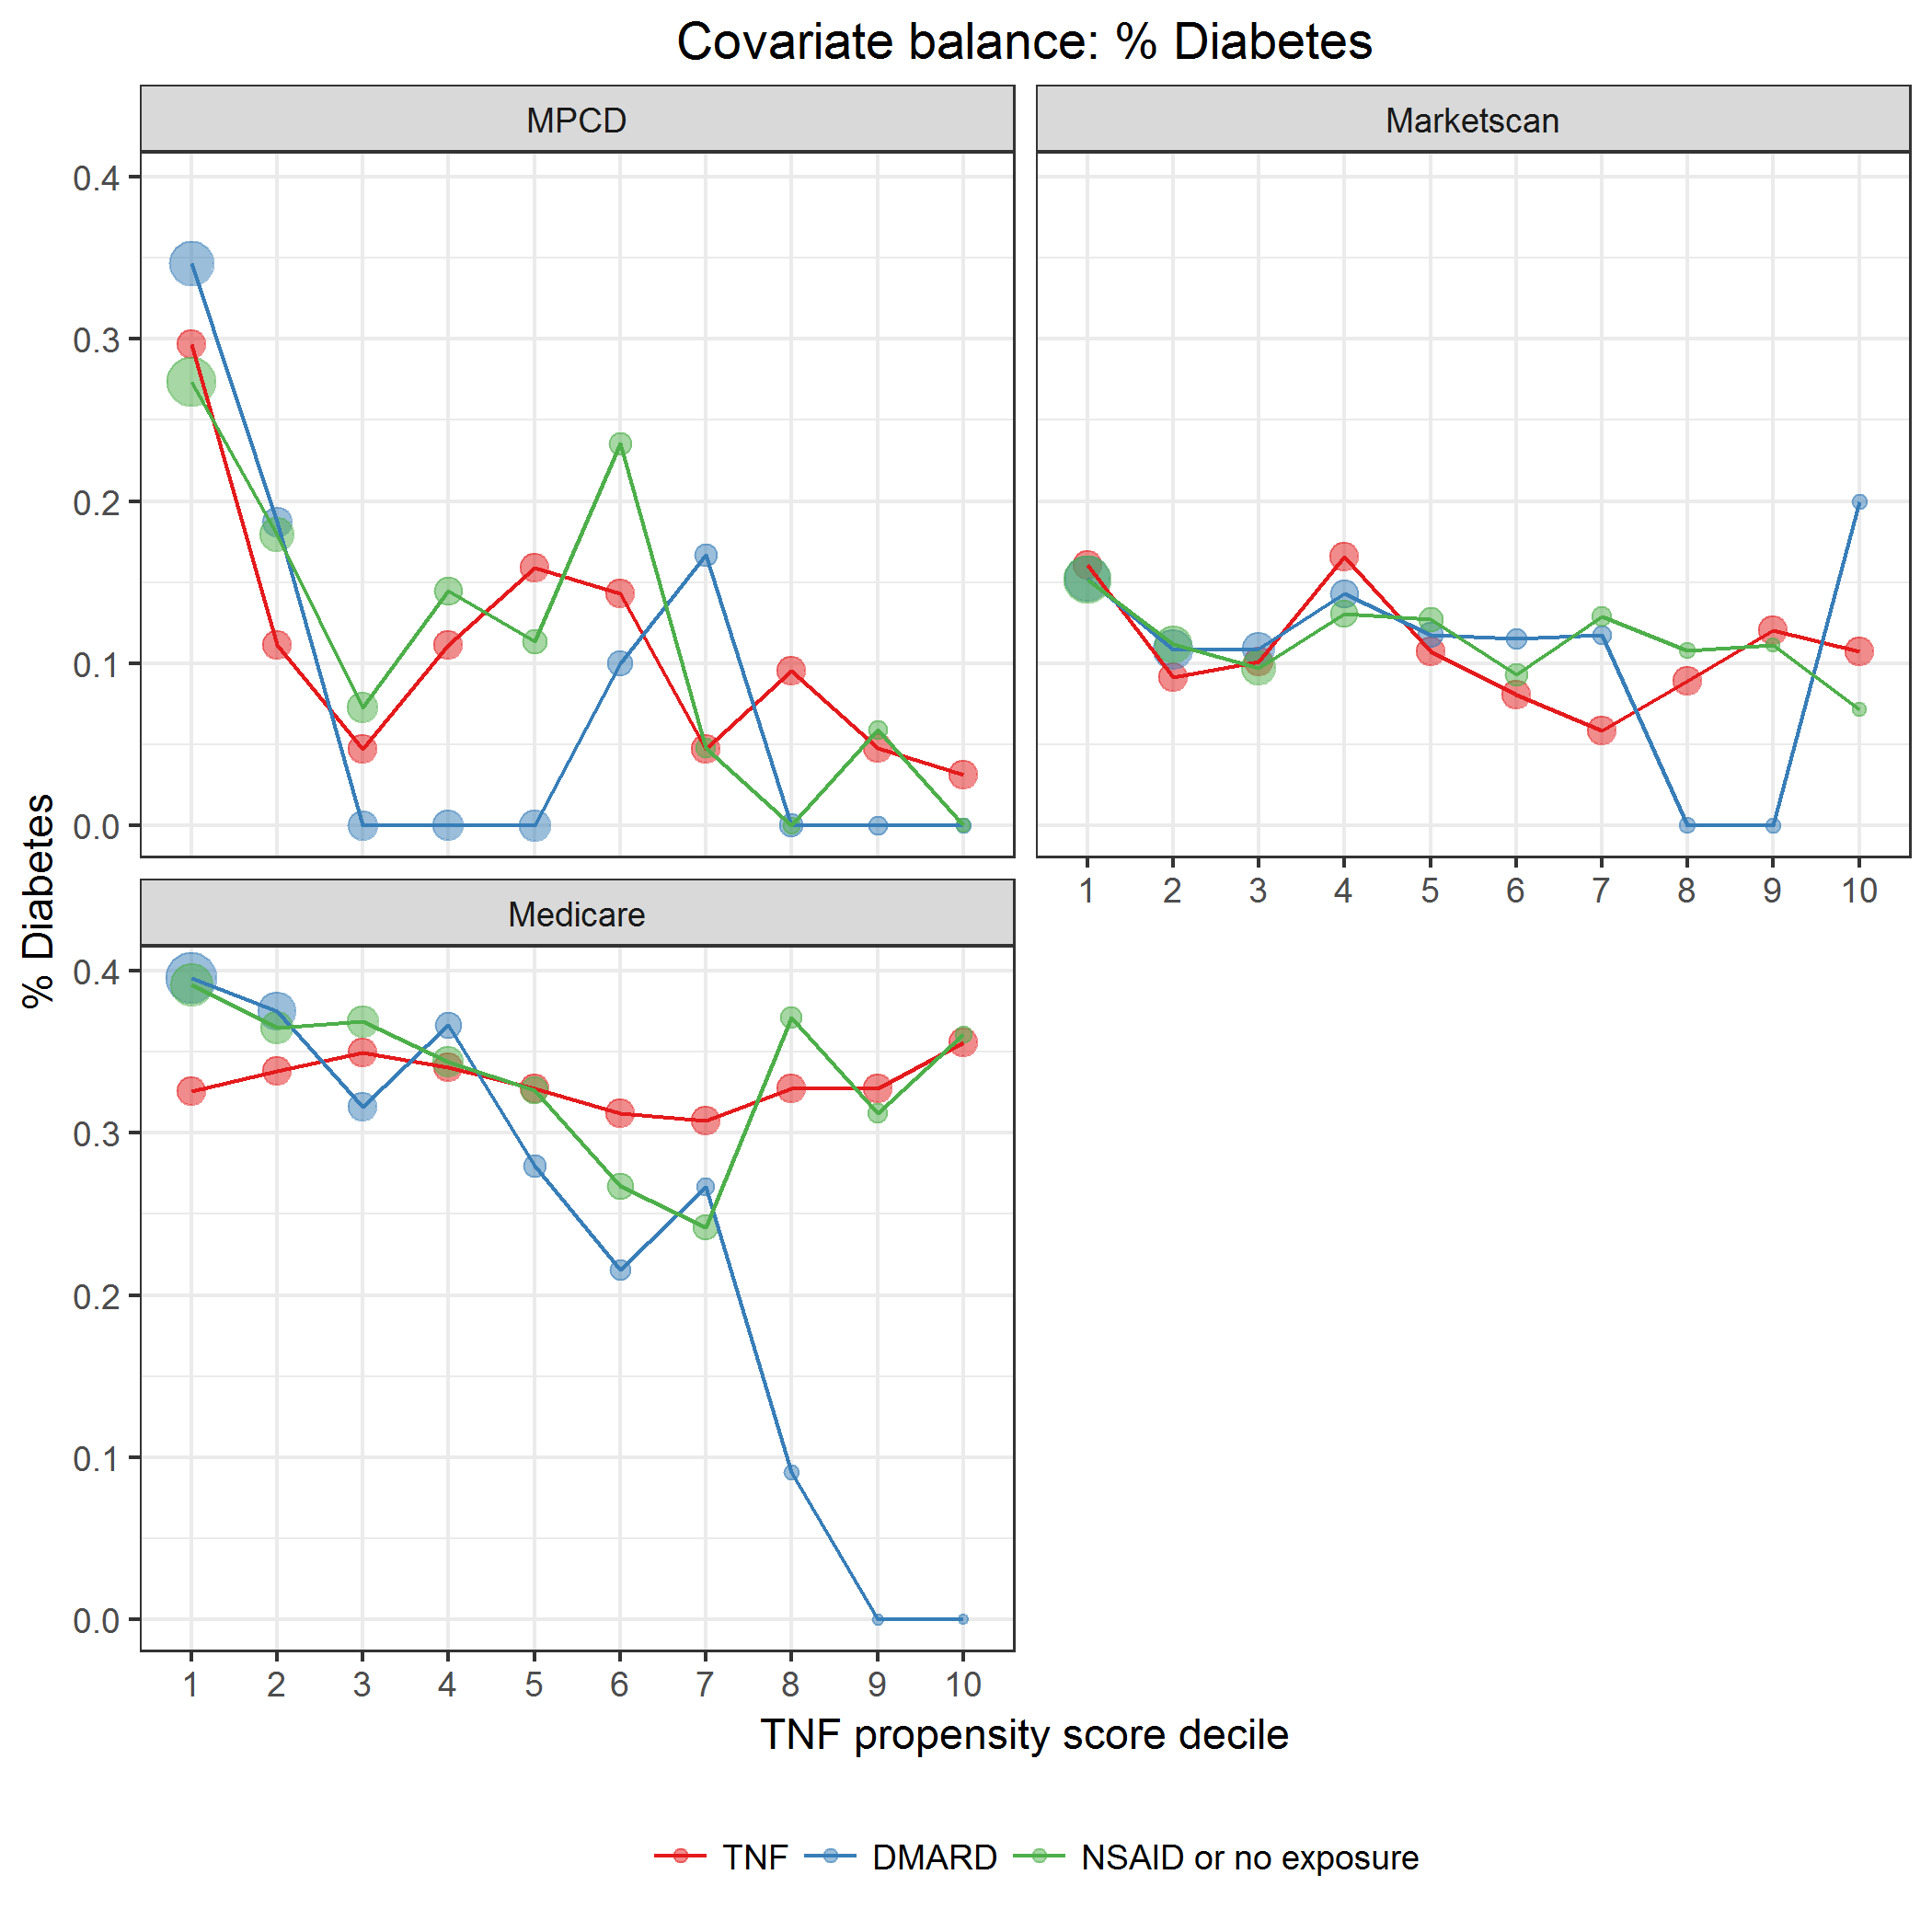 Covariate balance: % Diabetes
MPCD
Marketscan
0.4
0.3
0.2
0.1
0.0
1 2 3 4 5 6 7 8 9 10
Medicare
% Diabetes
0.4
0.3
0.2
0.1
0.0
1 2 3 4 5 6 7 8 9 10
TNF propensity score decile
TNF DMARD NSAID or no exposure